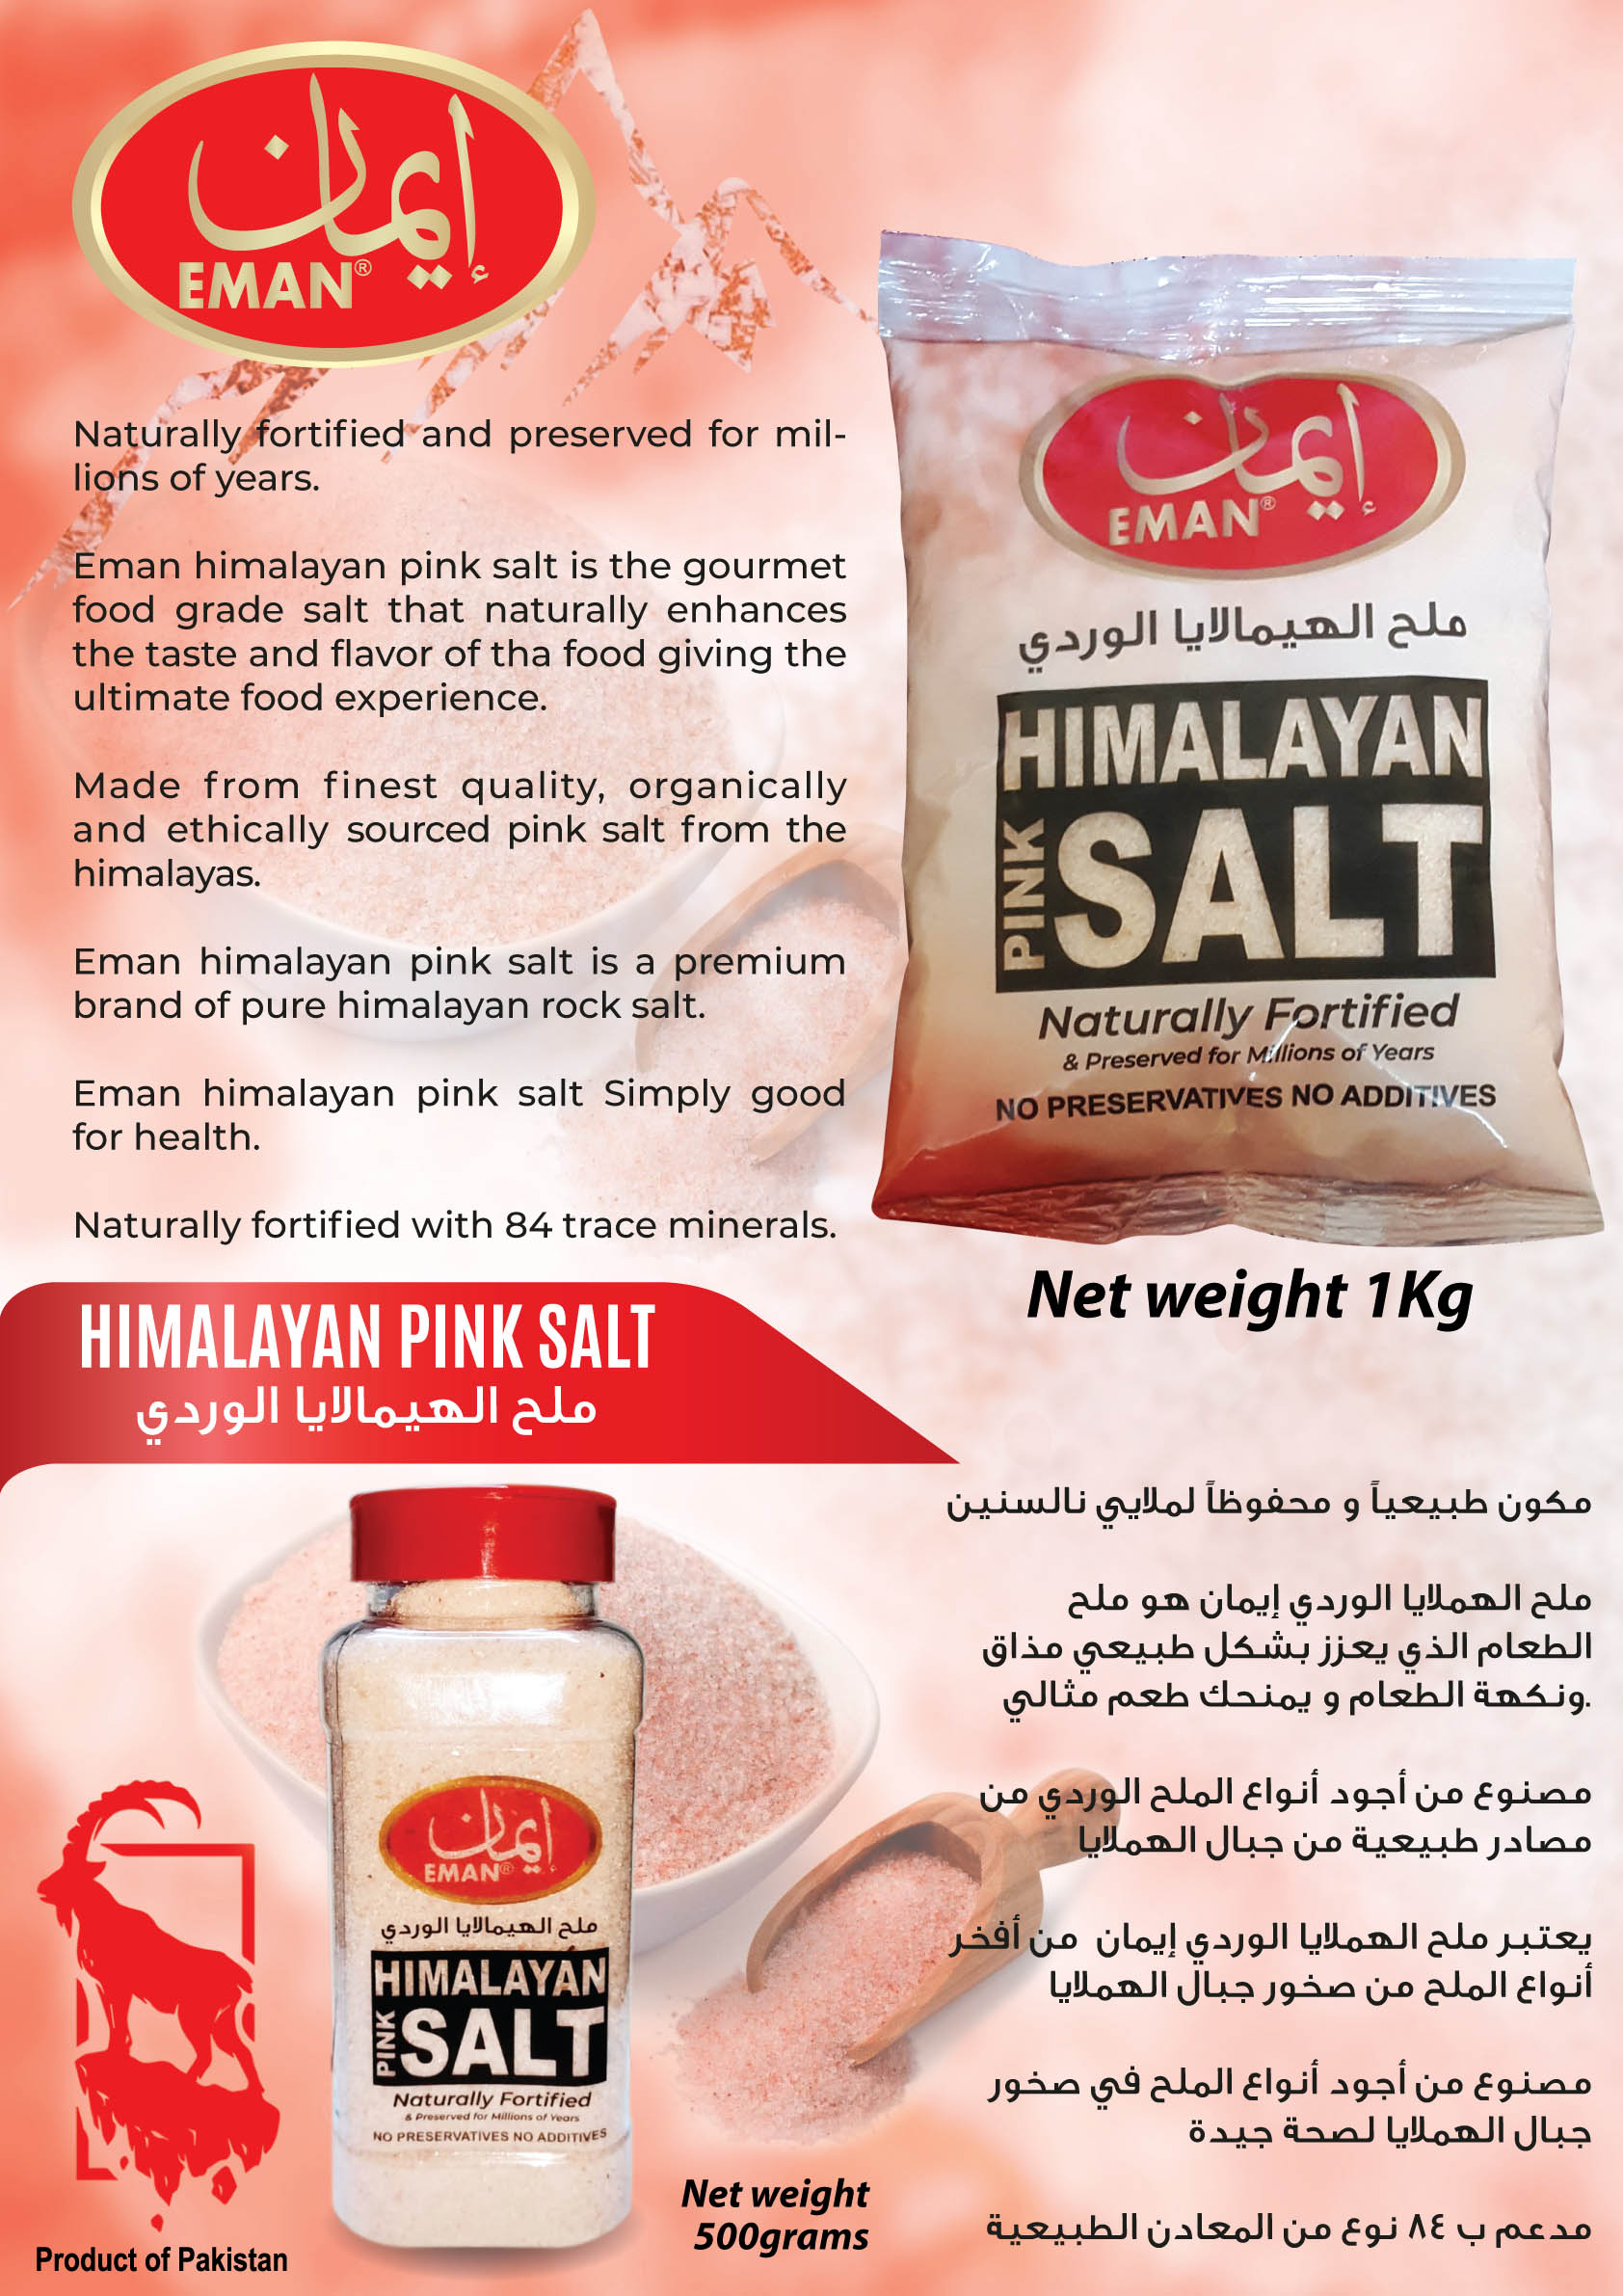 إيمان
EMAN®
Naturally fortified and preserved for mil-
lions of years.
Eman himalayan pink salt is the gourmet
food grade salt that naturally enhances
the taste and flavor of tha food giving the
ultimate food experience.
Made from finest quality, organically
and ethically sourced pink salt from the
himalayas.
Eman himalayan pink salt is a premium
brand of pure himalayan rock salt.
Eman himalayan pink salt Simply good
for health.
Naturally fortified with 84 trace minerals.
إيمان
EMAN®
ملح الهيمالايا الوردي
HIMALAYAN
PINK SALT
Naturally Fortified
& Preserved for Millions of Years
NO PRESERVATIVES NO ADDITIVES
Net weight 1Kg
HIMALAYAN PINK SALT
ملح الهيمالايا الوردي
مكون طبيعياً و محفوظاً لملايي نالسنين
ملح الهملايا الوردي إيمان هو ملح
الطعام الذي يعزز بشكل طبيعي مذاق
.ونكهة الطعام و يمنحك طعم مثالي
مصنوع من أجود أنواع الملح الوردي من
مصادر طبيعية من جبال الهملايا
يعتبر ملح الهملايا الوردي إيمان من أفخر
أنواع الملح من صخور جبال الهملايا
مصنوع من أجود أنواع الملح في صخور
جبال الهملايا لصحة جيدة
مدعم ب ٨٤ نوع من المعادن الطبيعية
إيمان
EMAN®
ملح الهيمالايا الوردي
HIMALAYAN
PINK SALT
Naturally Fortified
& Preserved for Millions of Years
NO PRESERVATIVES NO ADDITIVES
Net weight
500grams
Product of Pakistan